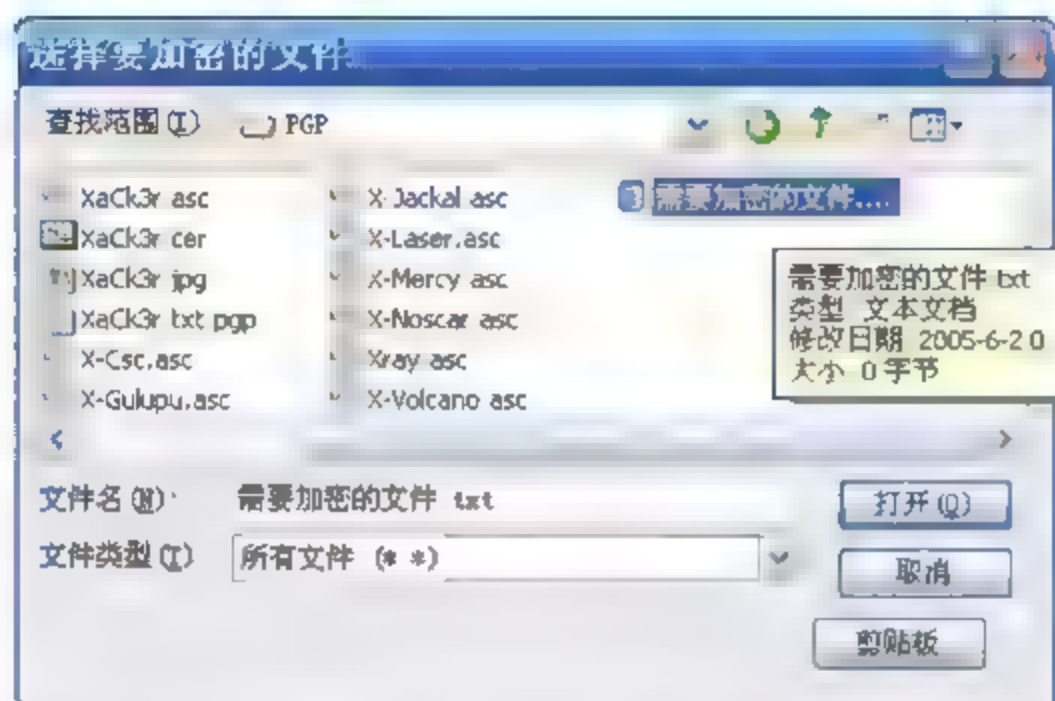 选择要加密的文件...
查找范围(I) PGP
XaCk3r asc
XaCk3r cer
XaCk3r jpg
XaCk3r txt pgp
X-Csc.asc
X-Gulupu.asc
X-Jackal asc
X-Laser.asc
X-Mercy asc
X-Noscar asc
Xray asc
X-Volcano asc
需要加密的文件....
需要加密的文件 txt
类型 文本文档
修改日期 2005-6-2 0
大小 0 字节
文件名(N): 需要加密的文件 txt
打开(O)
文件类型(T) 所有文件 (* *)
取消
剪贴板